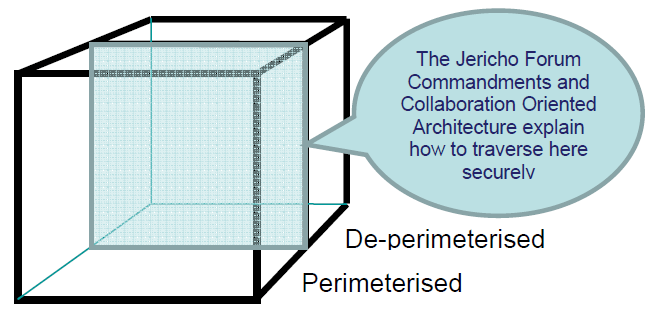 The Jericho Forum
Commandments and
Collaboration Oriented
Architecture explain
how to traverse here
securely
De-perimeterised
Perimeterised